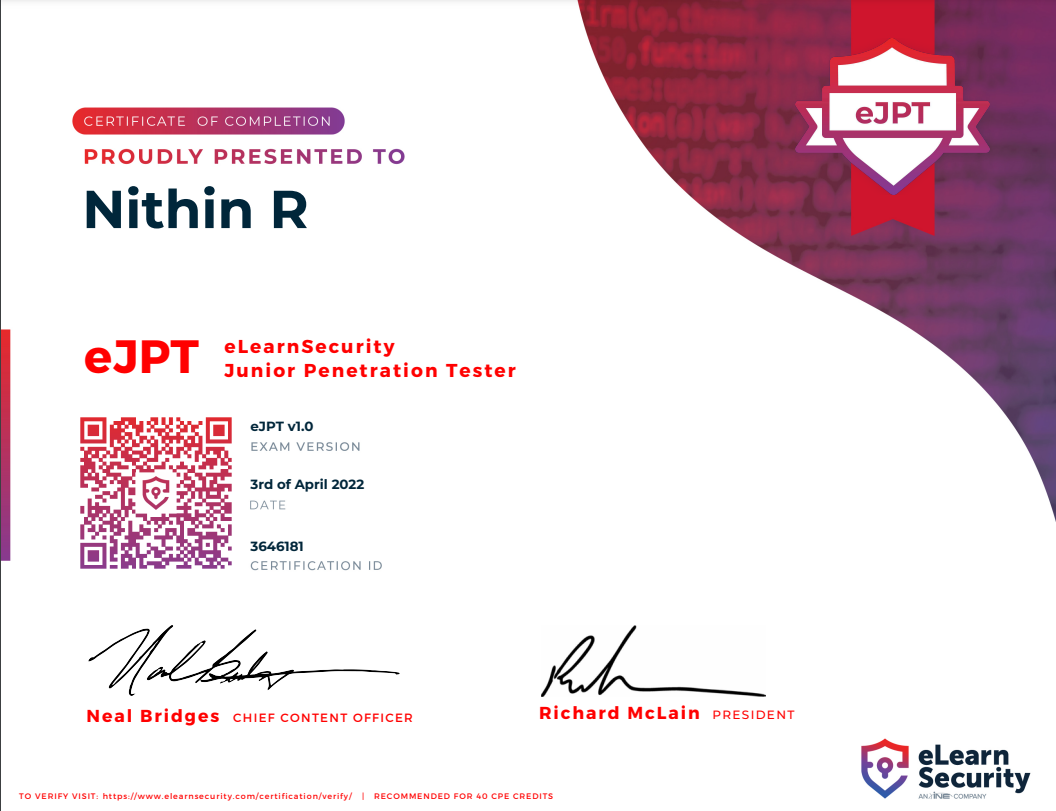 eJPT
CERTIFICATE OF COMPLETION
PROUDLY PRESENTED TO
Nithin R
eJPT
eLearnSecurity
Junior Penetration Tester
eJPT v1.0
EXAM VERSION
3rd of April 2022
DATE
3646181
CERTIFICATION ID
Neal Bridges CHIEF CONTENT OFFICER
Richard McLain PRESIDENT
eLearn
Security
AN INE COMPANY
TO VERIFY VISIT: https://www.elearnsecurity.com/certification/verify/ | RECOMMENDED FOR 40 CPE CREDITS